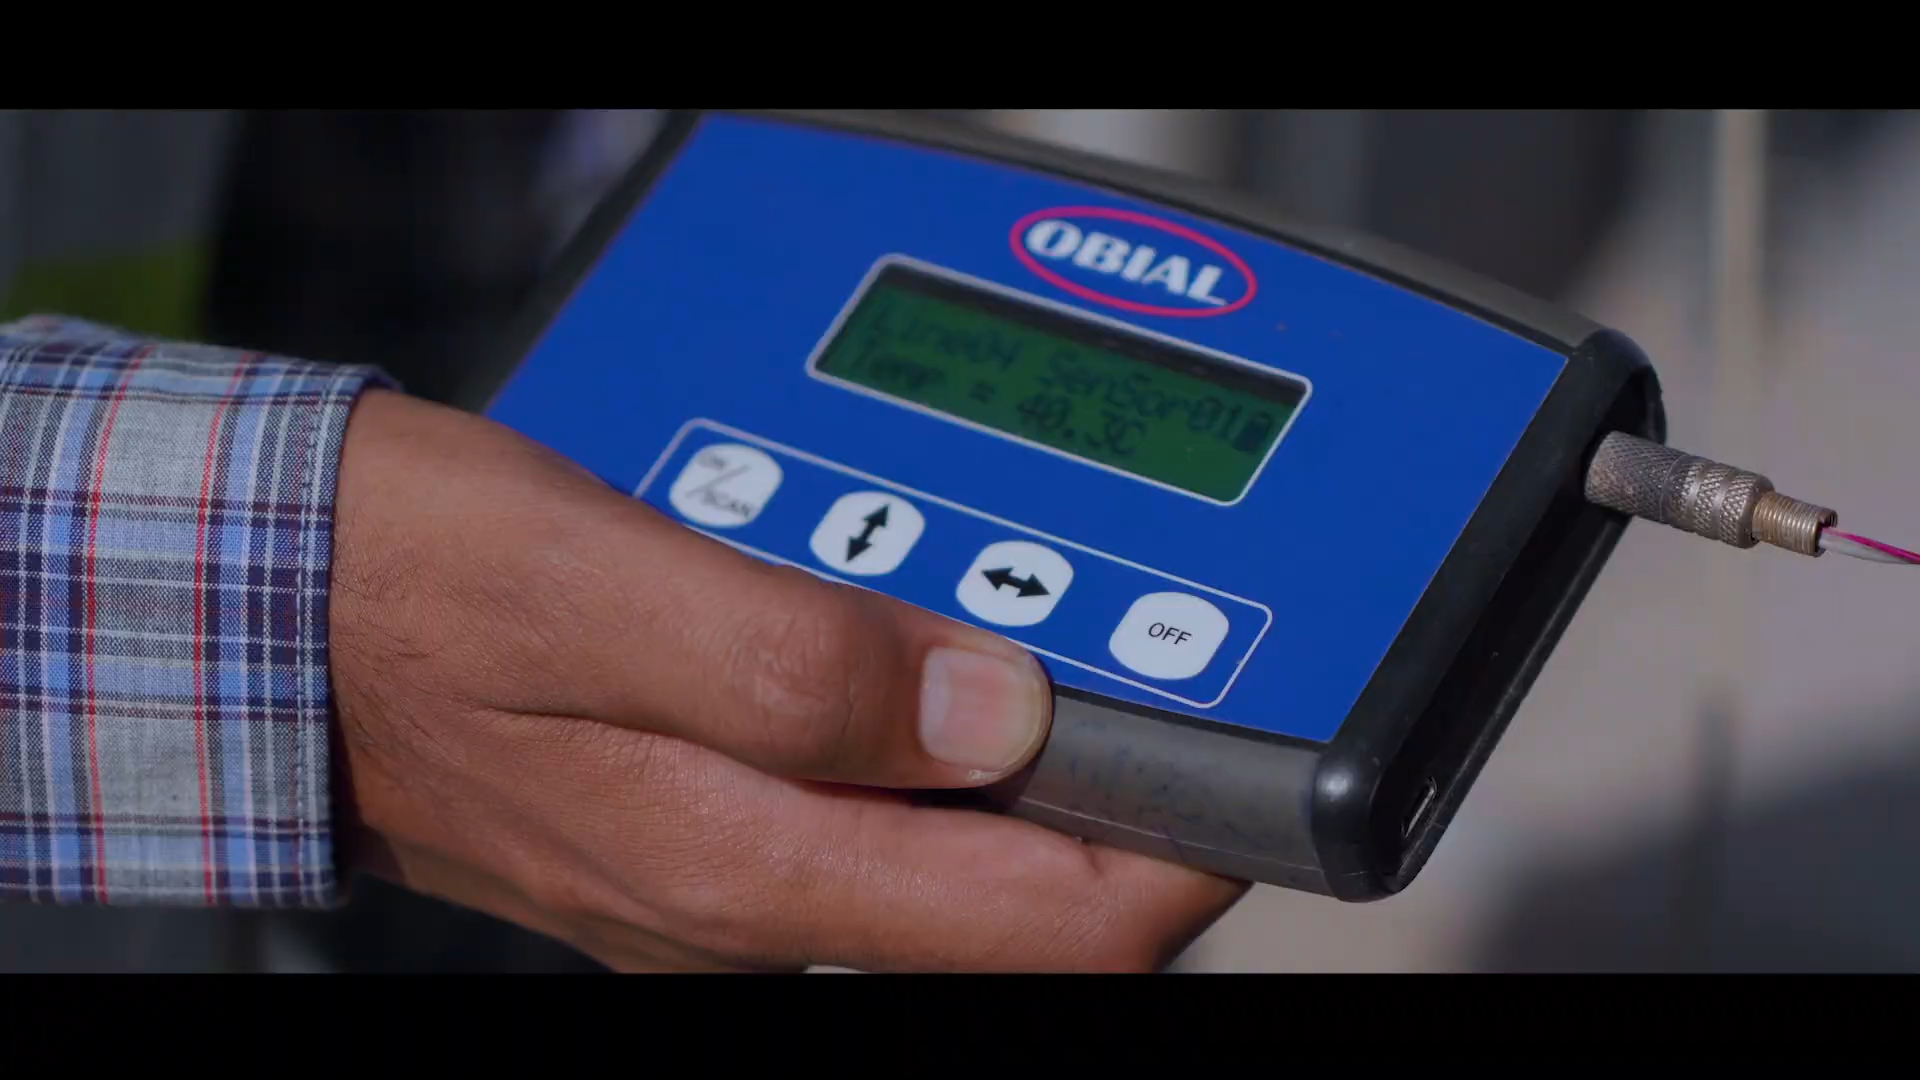 OBIAL
Line04 Sensor01
Temp = 40.3C
ON/SCAN
OFF